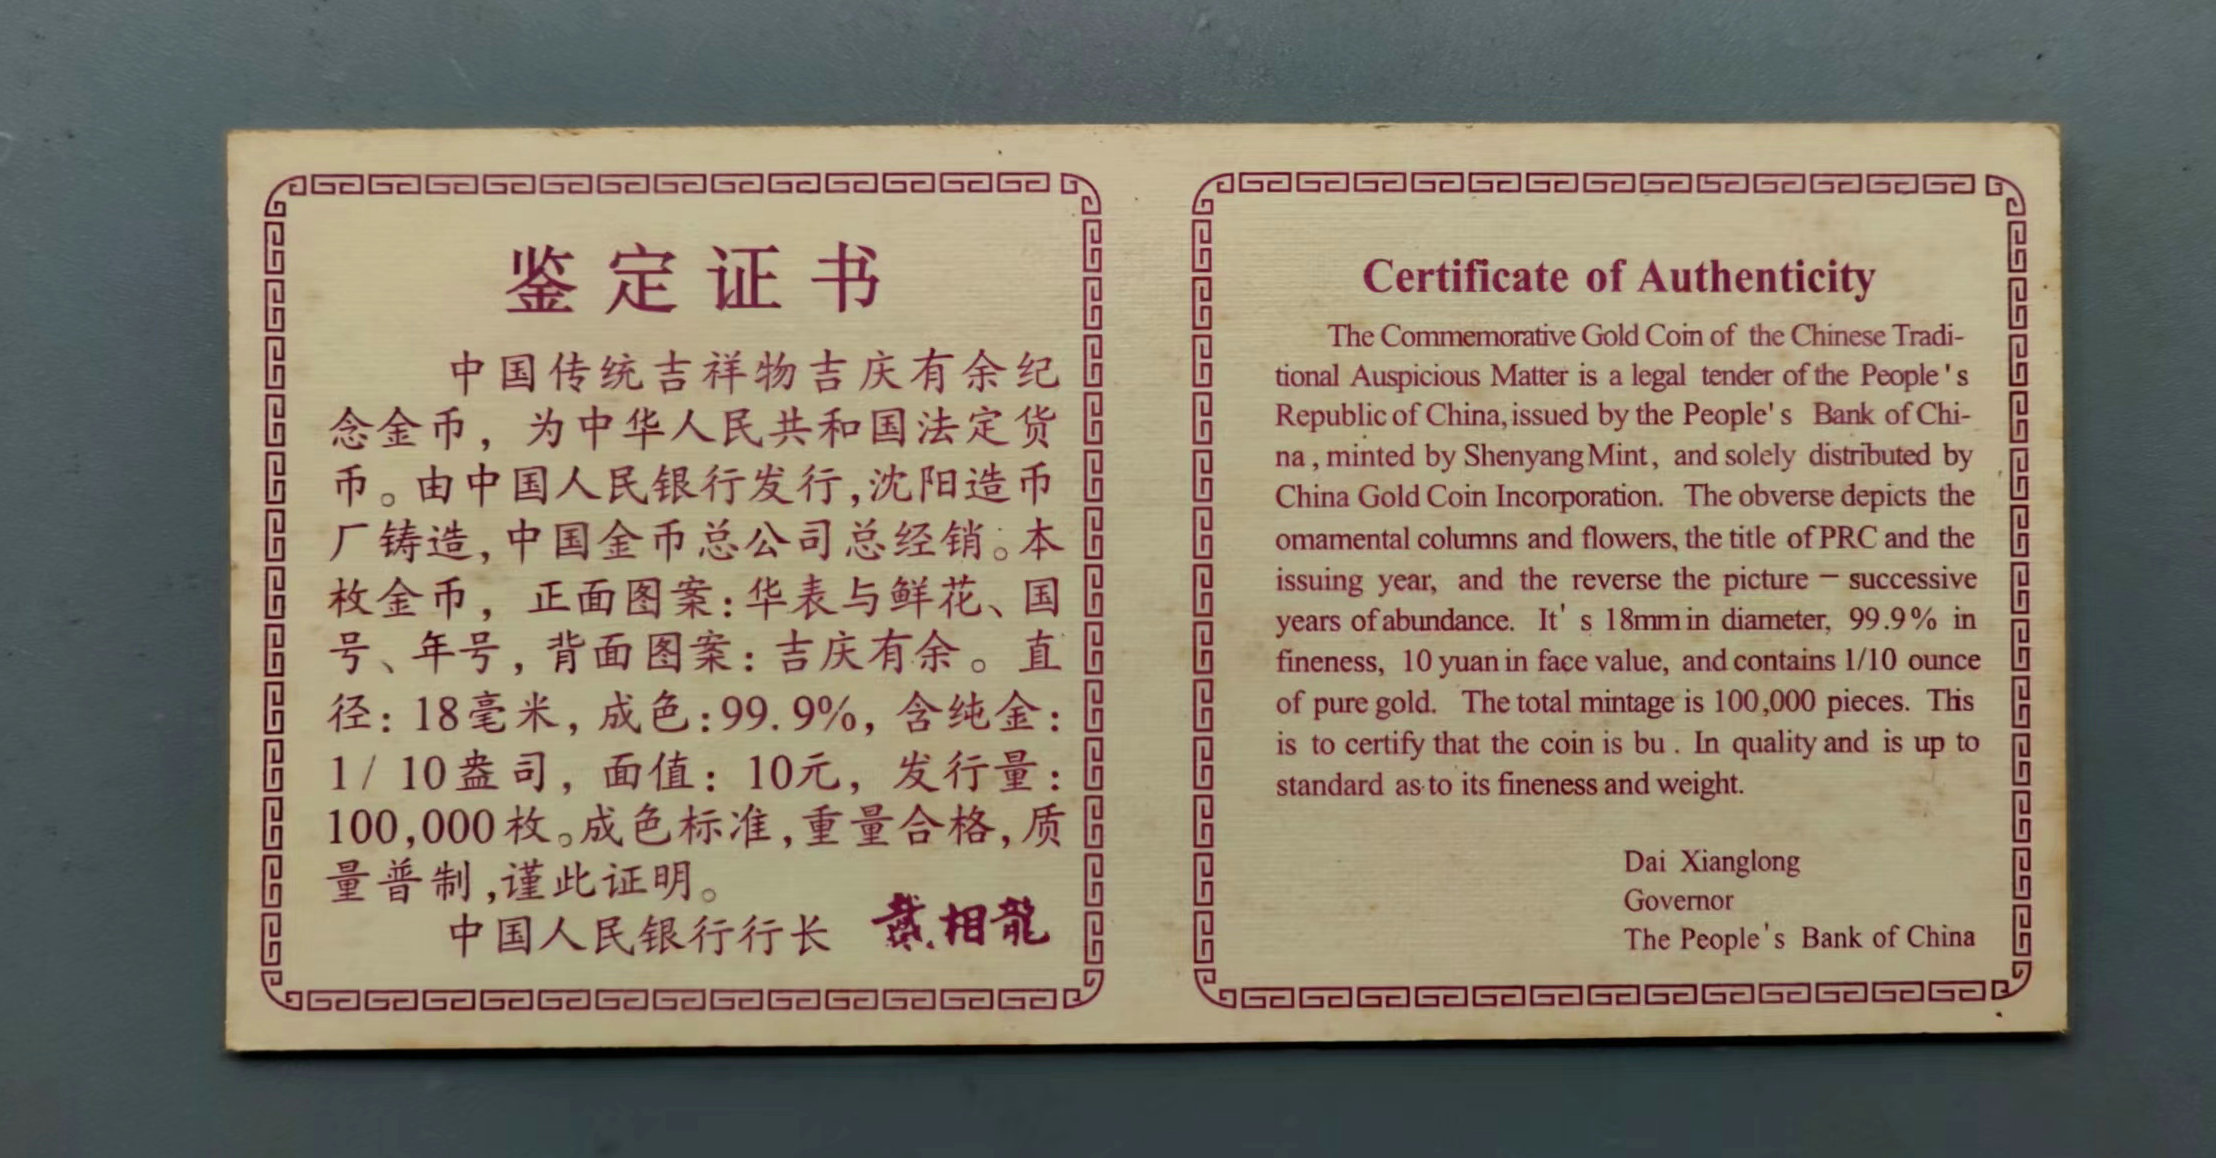 鉴定证书
中国传统吉祥物吉庆有余纪
念金币，为中华人民共和国法定货
币。由中国人民银行发行，沈阳造币
厂铸造，中国金币总公司总经销。本
枚金币，正面图案：华表与鲜花、国
号、年号，背面图案：吉庆有余。直
径：18毫米，成色：99.9%，含纯金：
1/10盎司，面值：10元，发行量：
100,000枚。成色标准，重量合格，质
量普制，谨此证明。
中国人民银行行长 戴相龍
Certificate of Authenticity
The Commemorative Gold Coin of the Chinese Tradi-
tional Auspicious Matter is a legal tender of the People's
Republic of China, issued by the People's Bank of Chi-
na, minted by Shenyang Mint, and solely distributed by
China Gold Coin Incorporation. The obverse depicts the
omamental columns and flowers, the title of PRC and the
issuing year, and the reverse the picture － successive
years of abundance. It's 18mm in diameter, 99.9% in
fineness, 10 yuan in face value, and contains 1/10 ounce
of pure gold. The total mintage is 100,000 pieces. This
is to certify that the coin is bu. In quality and is up to
standard as to its fineness and weight.
Dai Xianglong
Governor
The People's Bank of China